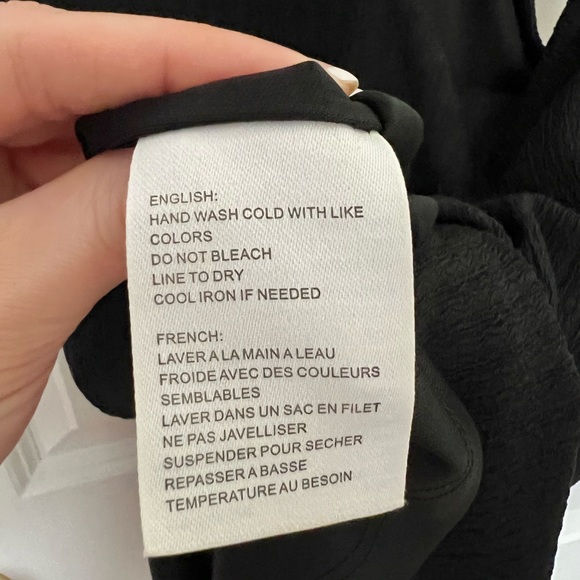 ENGLISH:
HAND WASH COLD WITH LIKE
COLORS
DO NOT BLEACH
LINE TO DRY
COOL IRON IF NEEDED
FRENCH:
LAVER A LA MAIN A LEAU
FROIDE AVEC DES COULEURS
SEMBLABLES
LAVER DANS UN SAC EN FILET
NE PAS JAVELLISER
SUSPENDER POUR SECHER
REPASSER A BASSE
TEMPERATURE AU BESOIN